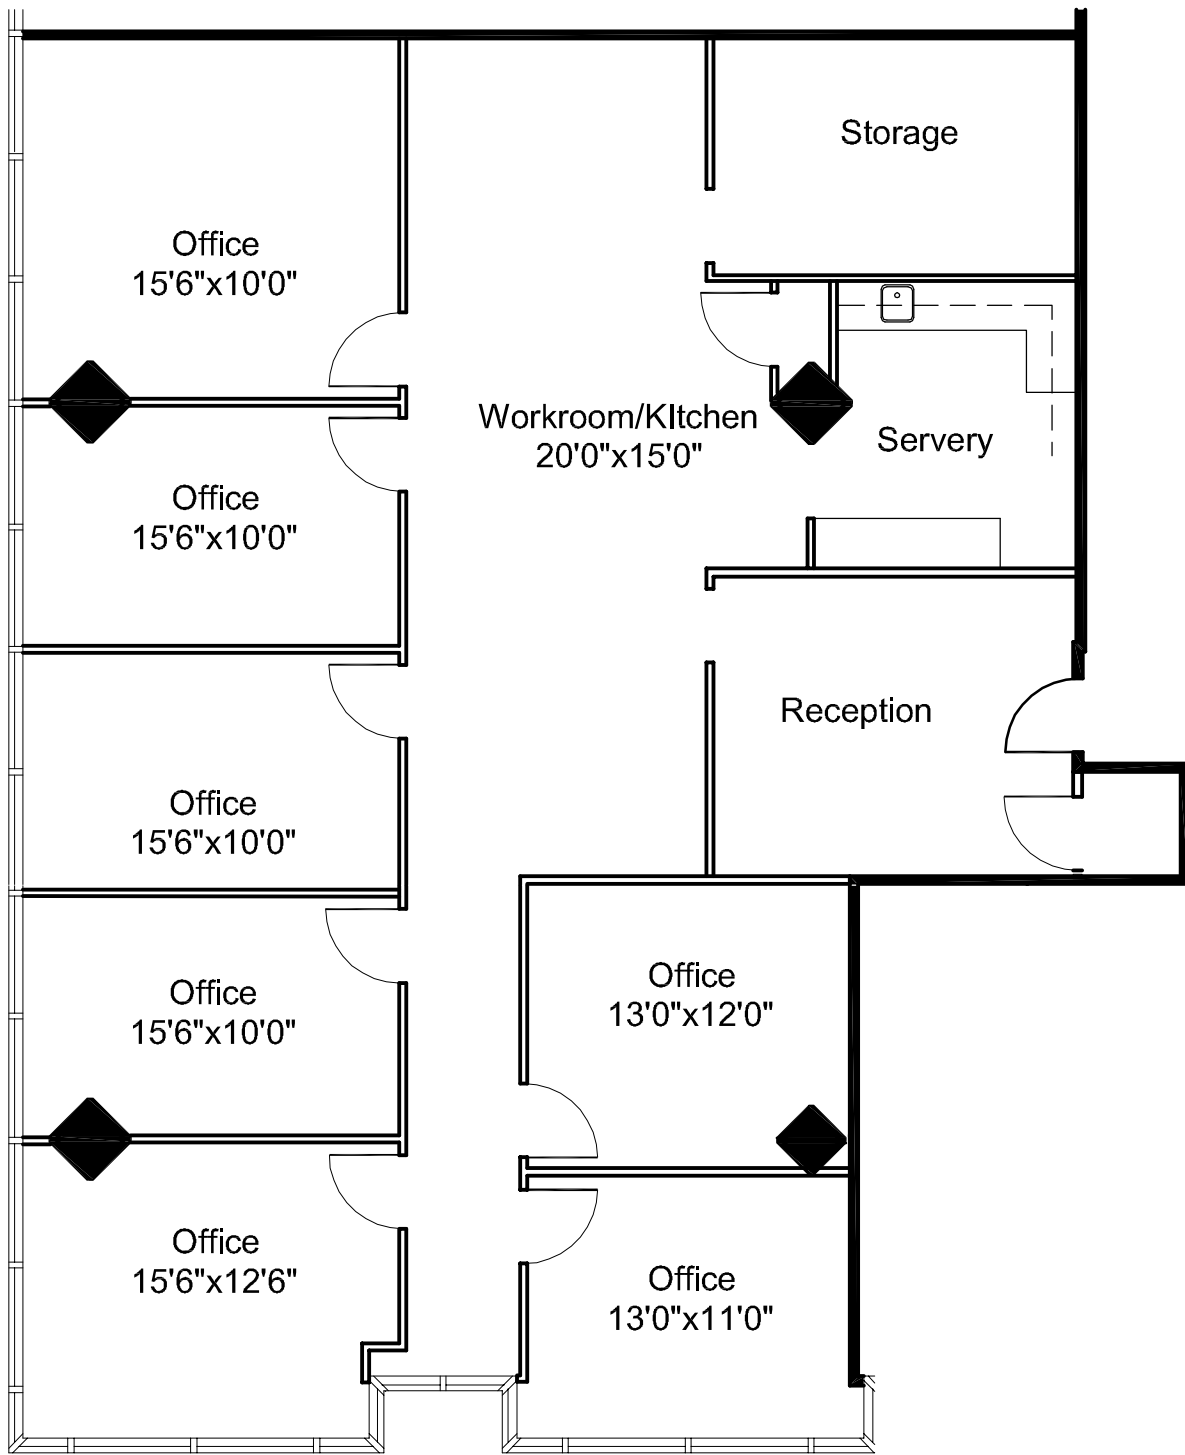 Storage
Office
15'6"x10'0"
Workroom/KItchen
20'0"x15'0"
Servery
Office
15'6"x10'0"
Reception
Office
15'6"x10'0"
Office
15'6"x10'0"
Office
13'0"x12'0"
Office
15'6"x12'6"
Office
13'0"x11'0"